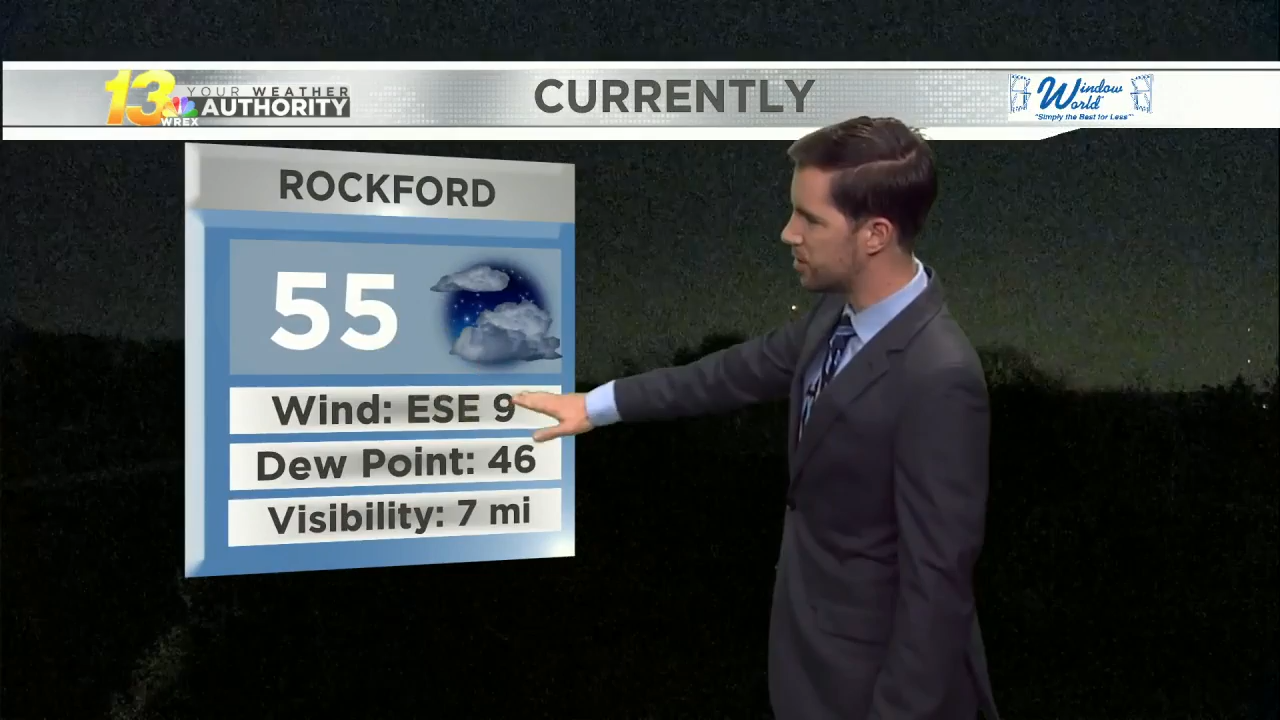 13
WREX
YOUR WEATHER
AUTHORITY
CURRENTLY
Window
World
"Simply the Best for Less"
ROCKFORD
55
Wind: ESE 9
Dew Point: 46
Visibility: 7 mi